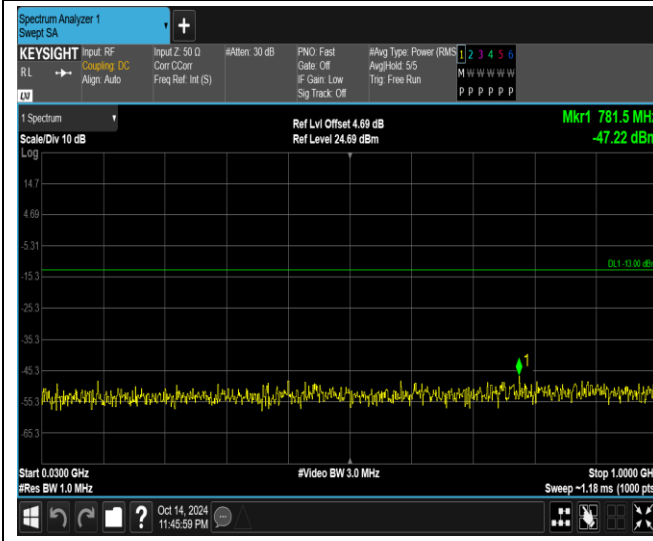 Spectrum Analyzer 1
Swept SA
+
KEYSIGHT
RL
LXI
Input: RF
Coupling: DC
Align: Auto
Input Z: 50 Ω
Corr CCorr
Freq Ref: Int (S)
#Atten: 30 dB
PNO: Fast
Gate: Off
IF Gain: Low
Sig Track: Off
#Avg Type: Power (RMS
Avg|Hold: 5/5
Trig: Free Run
1 2 3 4 5 6
M W W W W W
P P P P P P
1 Spectrum
Scale/Div 10 dB
Log
Ref Lvl Offset 4.69 dB
Ref Level 24.69 dBm
Mkr1 781.5 MHz
-47.22 dBm
14.7
4.69
-5.31
DL1 -13.00 dBm
-15.3
-25.3
-35.3
1
-45.3
-55.3
-65.3
Start 0.0300 GHz
#Res BW 1.0 MHz
#Video BW 3.0 MHz
Stop 1.0000 GHz
Sweep ~1.18 ms (1000 pts)
?
Oct 14, 2024
11:45:59 PM